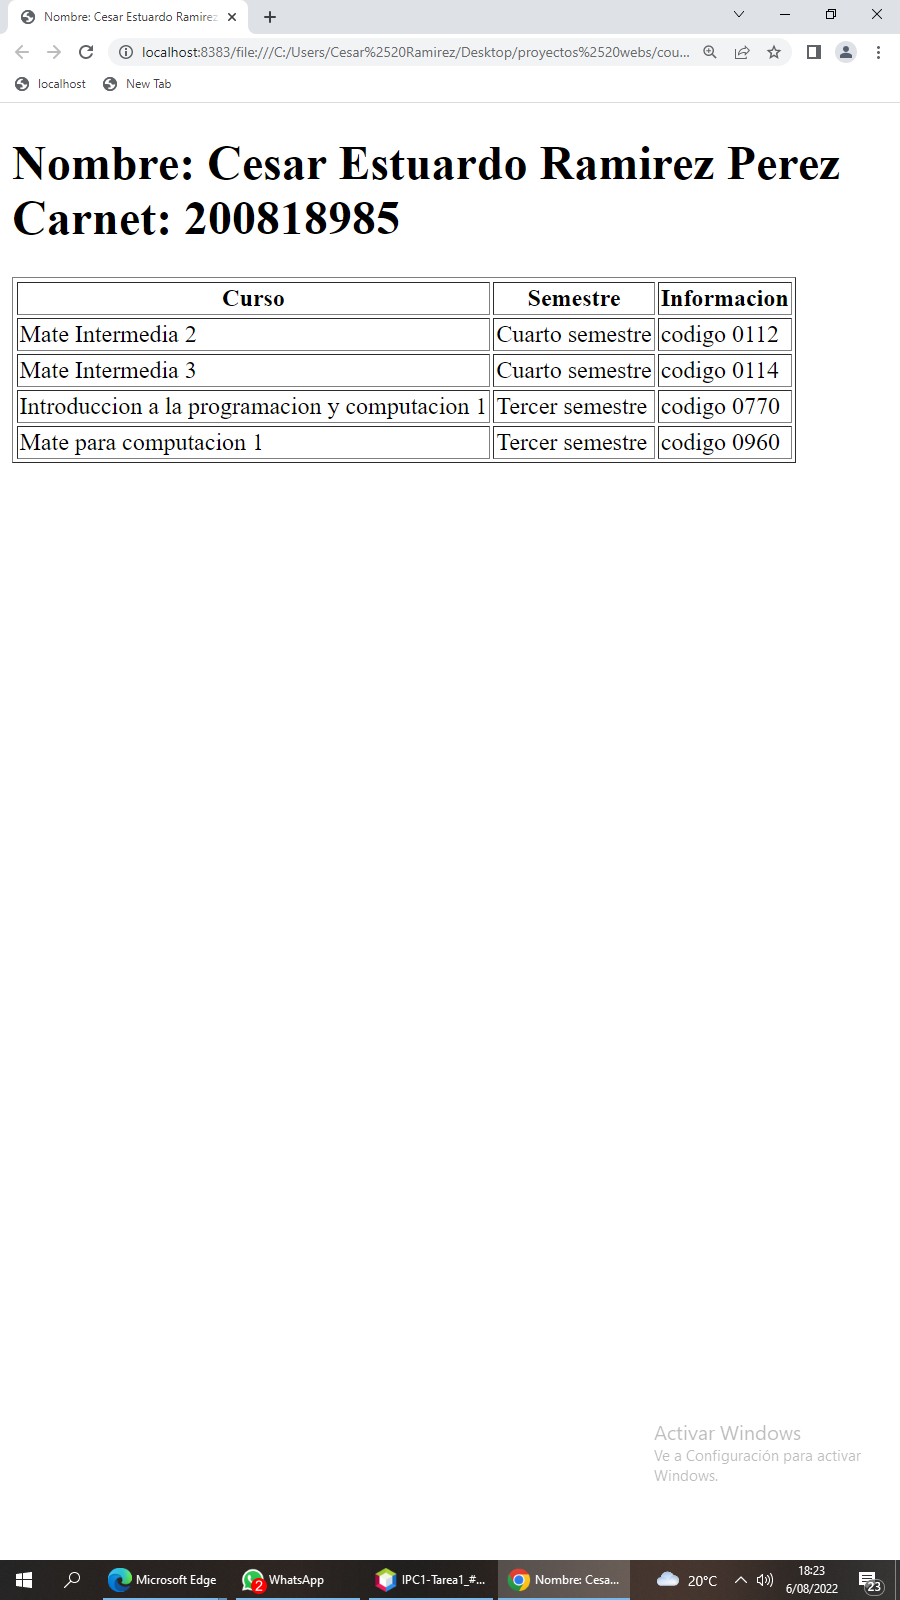 Nombre: Cesar Estuardo Ramirez
localhost:8383/file:///C:/Users/Cesar%2520Ramirez/Desktop/proyectos%2520webs/cou...
localhost New Tab
Nombre: Cesar Estuardo Ramirez Perez
Carnet: 200818985
Curso Semestre Informacion
Mate Intermedia 2 Cuarto semestre codigo 0112
Mate Intermedia 3 Cuarto semestre codigo 0114
Introduccion a la programacion y computacion 1 Tercer semestre codigo 0770
Mate para computacion 1 Tercer semestre codigo 0960
Activar Windows
Ve a Configuración para activar
Windows.
Microsoft Edge 2 WhatsApp IPC1-Tarea1_#... Nombre: Cesa... 20°C 18:23
6/08/2022 23